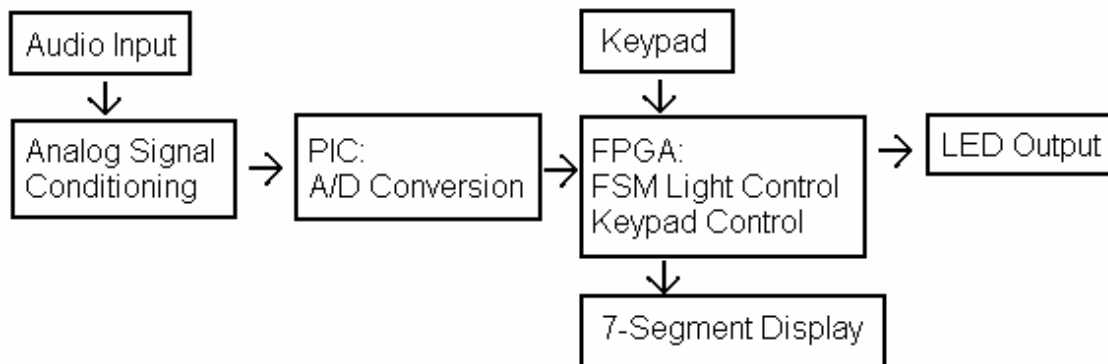 Audio Input
Keypad
Analog Signal
Conditioning
PIC:
A/D Conversion
FPGA:
FSM Light Control
Keypad Control
LED Output
7-Segment Display